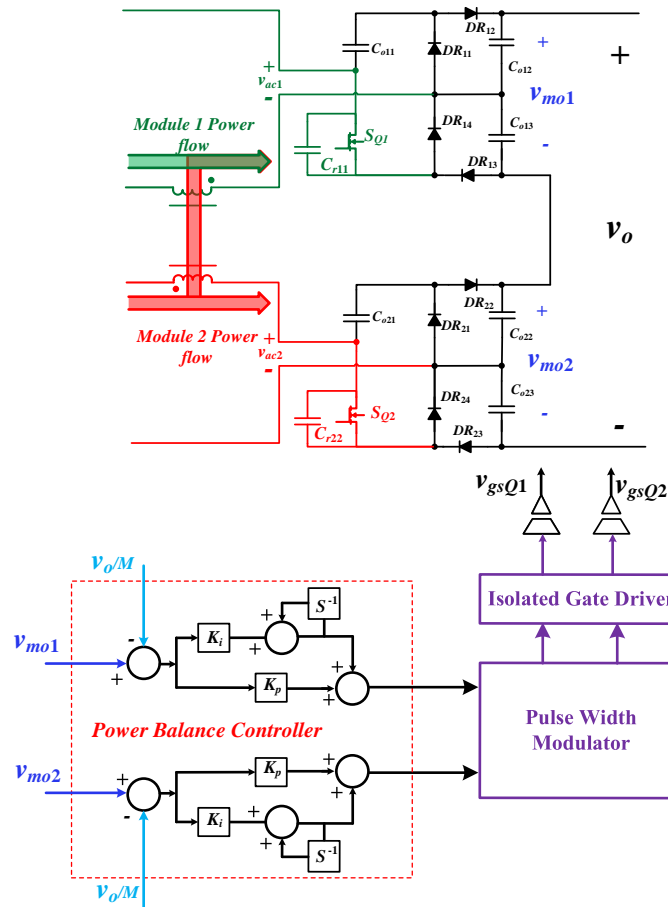 DR12
Co11
DR11
Co12
+
+
+
vac1
-
vmo1
Module 1 Power
flow
SQ1
DR14
Co13
-
Cr11
DR13
vo
DR22
Co21
DR21
Co22
+
Module 2 Power
flow
+
vac2
-
vmo2
DR24
Co23
SQ2
-
Cr22
DR23
-
vgsQ1
vgsQ2
vo/M
Isolated Gate Driver
S-1
-
+
Ki
+
+
vmo1
+
+
Kp
+
Pulse Width
Modulator
Power Balance Controller
vmo2
+
Kp
+
-
Ki
+
+
+
S-1
vo/M